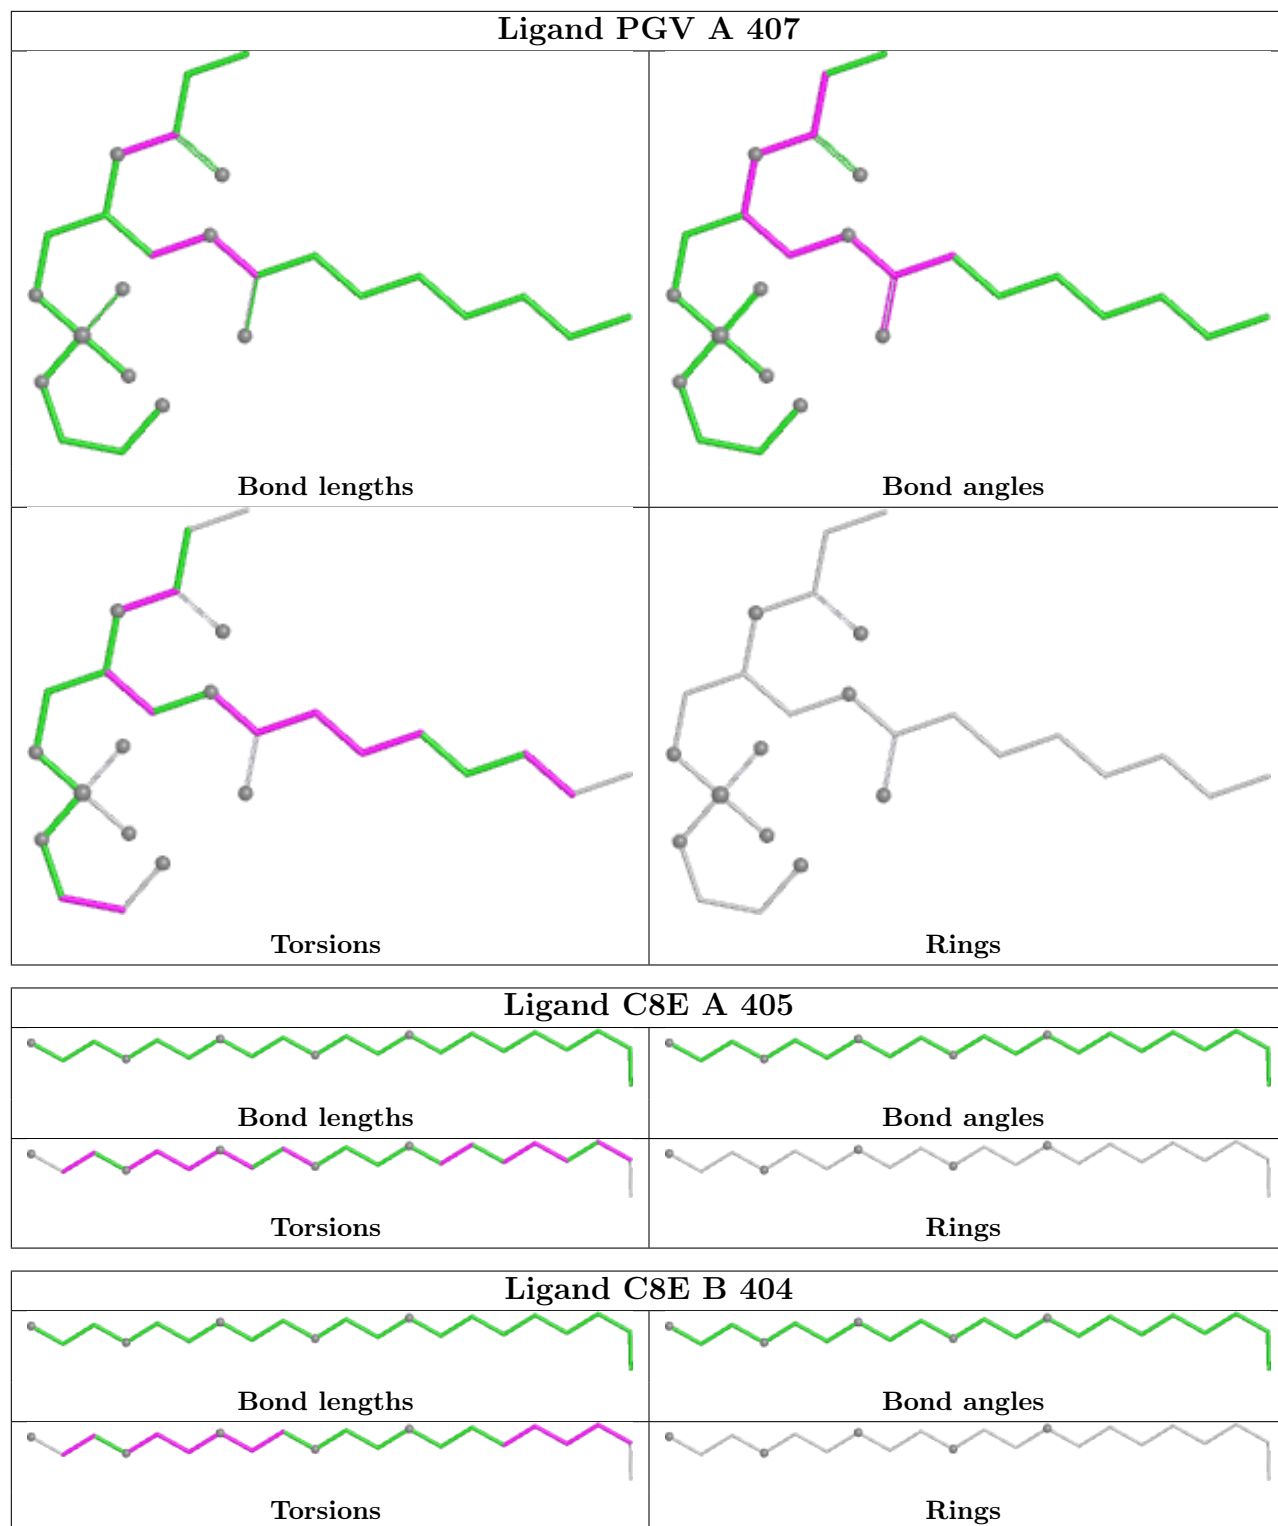 Ligand PGV A 407
Bond lengths
Bond angles
Torsions
Rings
Ligand C8E A 405
Bond lengths
Bond angles
Torsions
Rings
Ligand C8E B 404
Bond lengths
Bond angles
Torsions
Rings